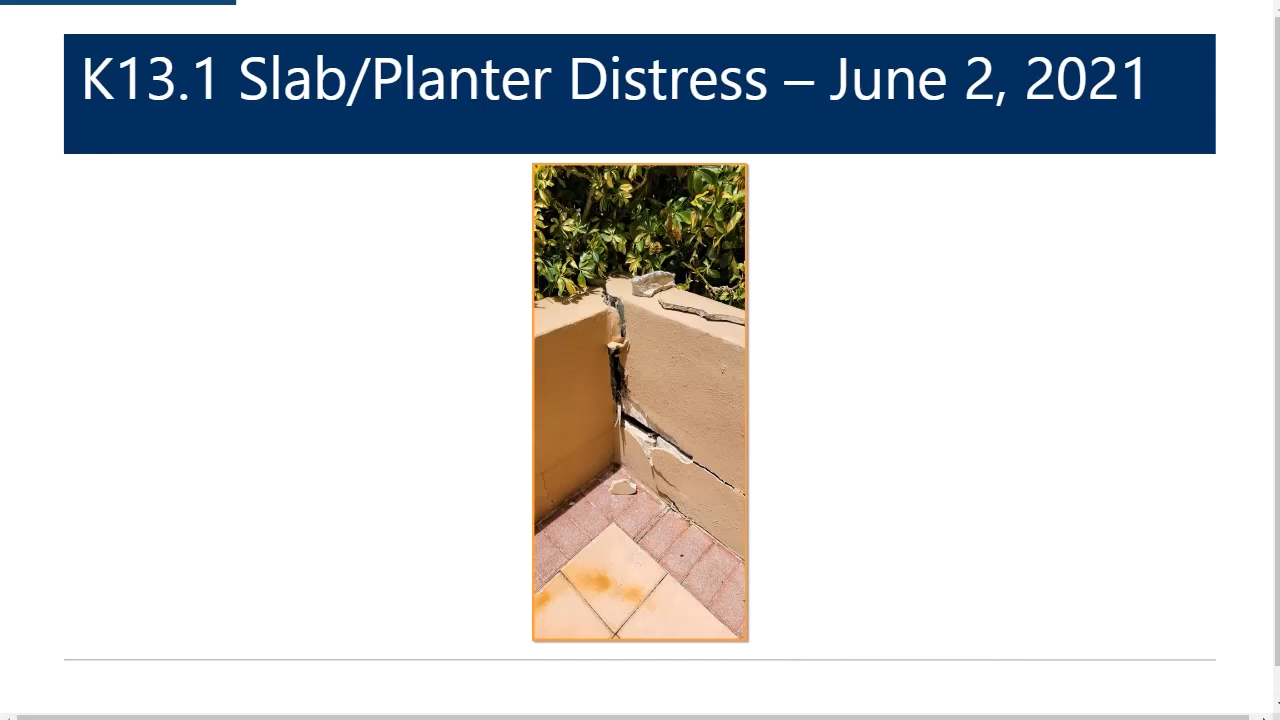 K13.1 Slab/Planter Distress – June 2, 2021